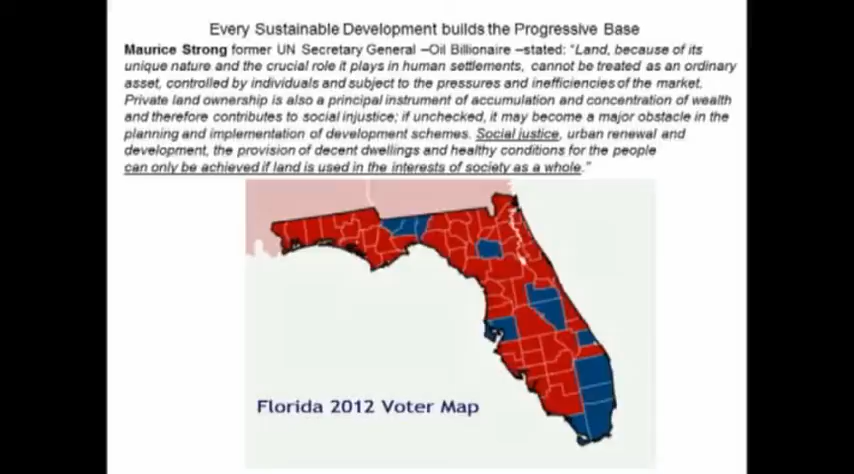 Every Sustainable Development builds the Progressive Base
Maurice Strong former UN Secretary General –Oil Billionaire –stated: “Land, because of its
unique nature and the crucial role it plays in human settlements, cannot be treated as an ordinary
asset, controlled by individuals and subject to the pressures and inefficiencies of the market.
Private land ownership is also a principal instrument of accumulation and concentration of wealth
and therefore contributes to social injustice; if unchecked, it may become a major obstacle in the
planning and implementation of development schemes. Social justice, urban renewal and
development, the provision of decent dwellings and healthy conditions for the people
can only be achieved if land is used in the interests of society as a whole.”
Florida 2012 Voter Map